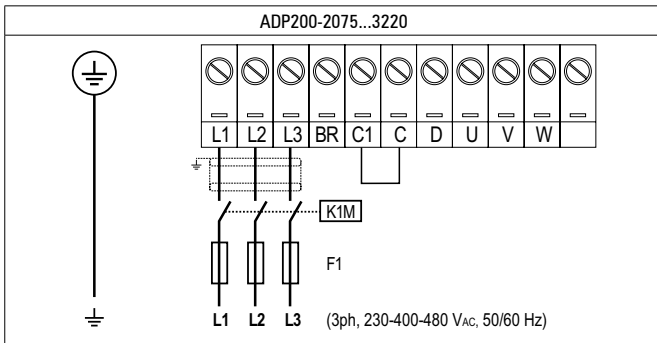 ADP200-2075...3220
L1 L2 L3 BR C1 C D U V W
K1M
F1
L1 L2 L3 (3ph, 230-400-480 VAC, 50/60 Hz)